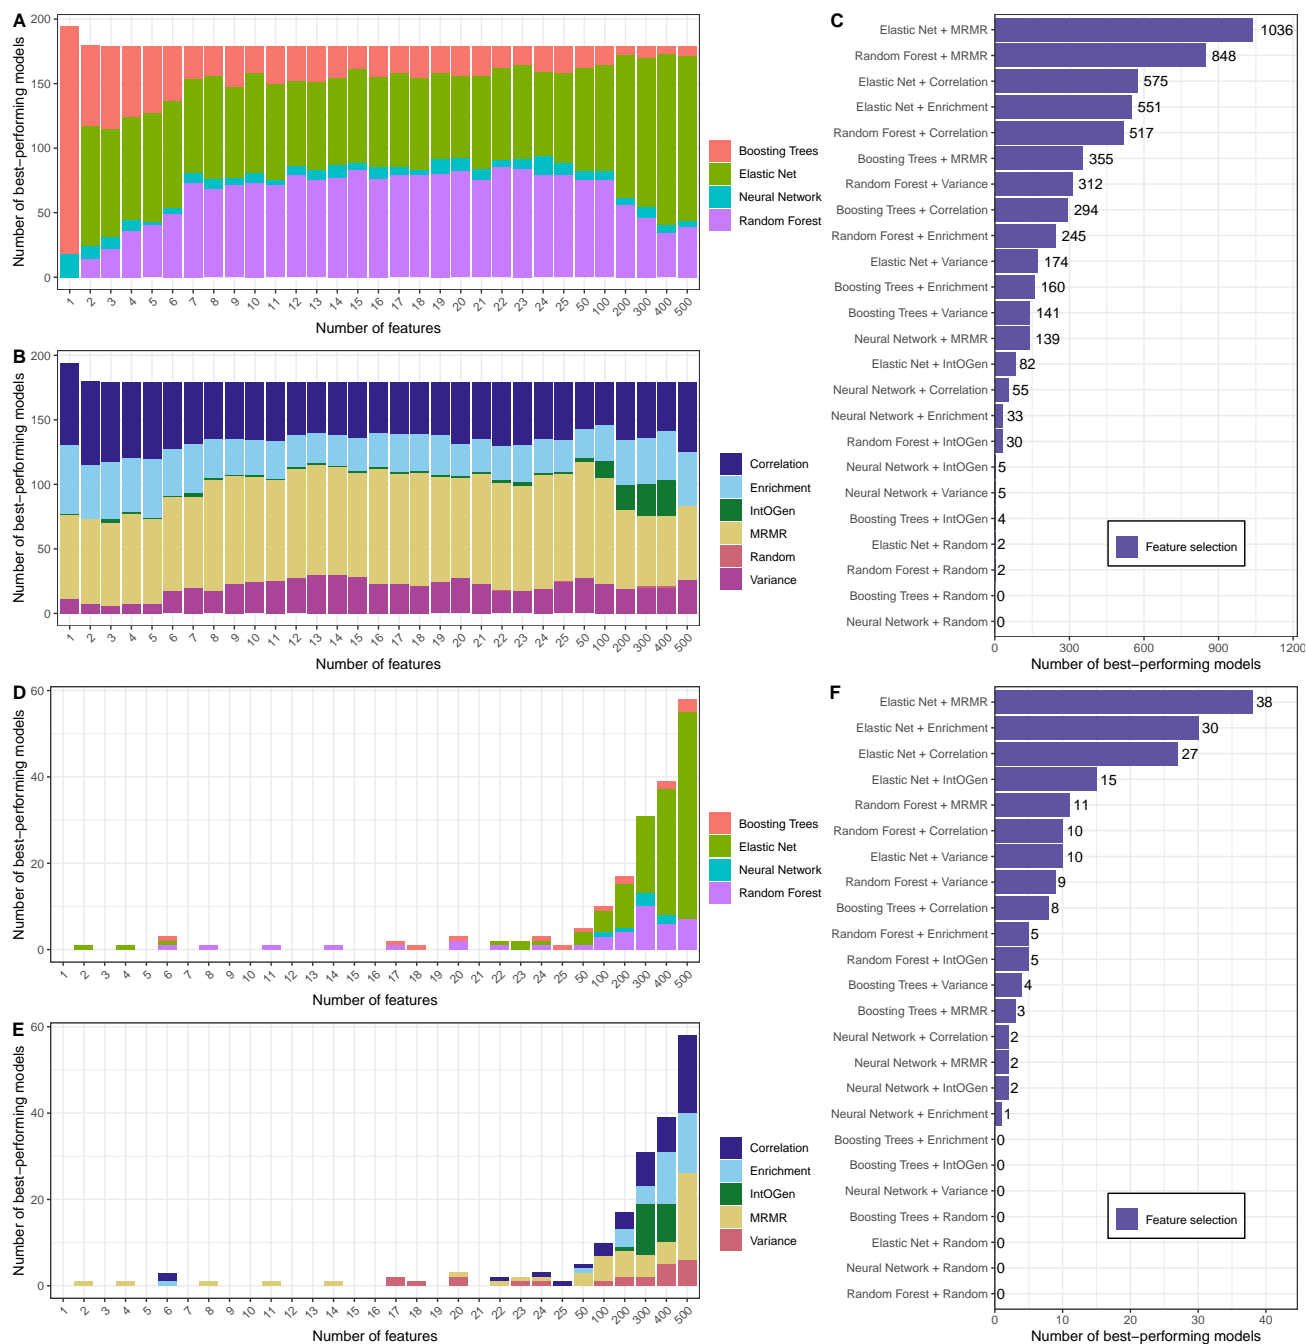 A
Number of best−performing models
200
150
100
50
0
1 2 3 4 5 6 7 8 9 10 11 12 13 14 15 16 17 18 19 20 21 22 23 24 25 50 100 200 300 400 500
Number of features
Boosting Trees
Elastic Net
Neural Network
Random Forest
B
Number of best−performing models
200
150
100
50
0
1 2 3 4 5 6 7 8 9 10 11 12 13 14 15 16 17 18 19 20 21 22 23 24 25 50 100 200 300 400 500
Number of features
Correlation
Enrichment
IntOGen
MRMR
Random
Variance
C
Elastic Net + MRMR 1036
Random Forest + MRMR 848
Elastic Net + Correlation 575
Elastic Net + Enrichment 551
Random Forest + Correlation 517
Boosting Trees + MRMR 355
Random Forest + Variance 312
Boosting Trees + Correlation 294
Random Forest + Enrichment 245
Elastic Net + Variance 174
Boosting Trees + Enrichment 160
Boosting Trees + Variance 141
Neural Network + MRMR 139
Elastic Net + IntOGen 82
Neural Network + Correlation 55
Neural Network + Enrichment 33
Random Forest + IntOGen 30
Neural Network + IntOGen 5
Neural Network + Variance 5
Boosting Trees + IntOGen 4
Elastic Net + Random 2
Random Forest + Random 2
Boosting Trees + Random 0
Neural Network + Random 0
Feature selection
0 300 600 900 1200
Number of best−performing models
D
Number of best−performing models
60
40
20
0
1 2 3 4 5 6 7 8 9 10 11 12 13 14 15 16 17 18 19 20 21 22 23 24 25 50 100 200 300 400 500
Number of features
Boosting Trees
Elastic Net
Neural Network
Random Forest
E
Number of best−performing models
60
40
20
0
1 2 3 4 5 6 7 8 9 10 11 12 13 14 15 16 17 18 19 20 21 22 23 24 25 50 100 200 300 400 500
Number of features
Correlation
Enrichment
IntOGen
MRMR
Variance
F
Elastic Net + MRMR 38
Elastic Net + Enrichment 30
Elastic Net + Correlation 27
Elastic Net + IntOGen 15
Random Forest + MRMR 11
Random Forest + Correlation 10
Elastic Net + Variance 10
Random Forest + Variance 9
Boosting Trees + Correlation 8
Random Forest + Enrichment 5
Random Forest + IntOGen 5
Boosting Trees + Variance 4
Boosting Trees + MRMR 3
Neural Network + Correlation 2
Neural Network + MRMR 2
Neural Network + IntOGen 2
Neural Network + Enrichment 1
Boosting Trees + Enrichment 0
Boosting Trees + IntOGen 0
Neural Network + Variance 0
Boosting Trees + Random 0
Elastic Net + Random 0
Neural Network + Random 0
Random Forest + Random 0
Feature selection
0 10 20 30 40
Number of best−performing models